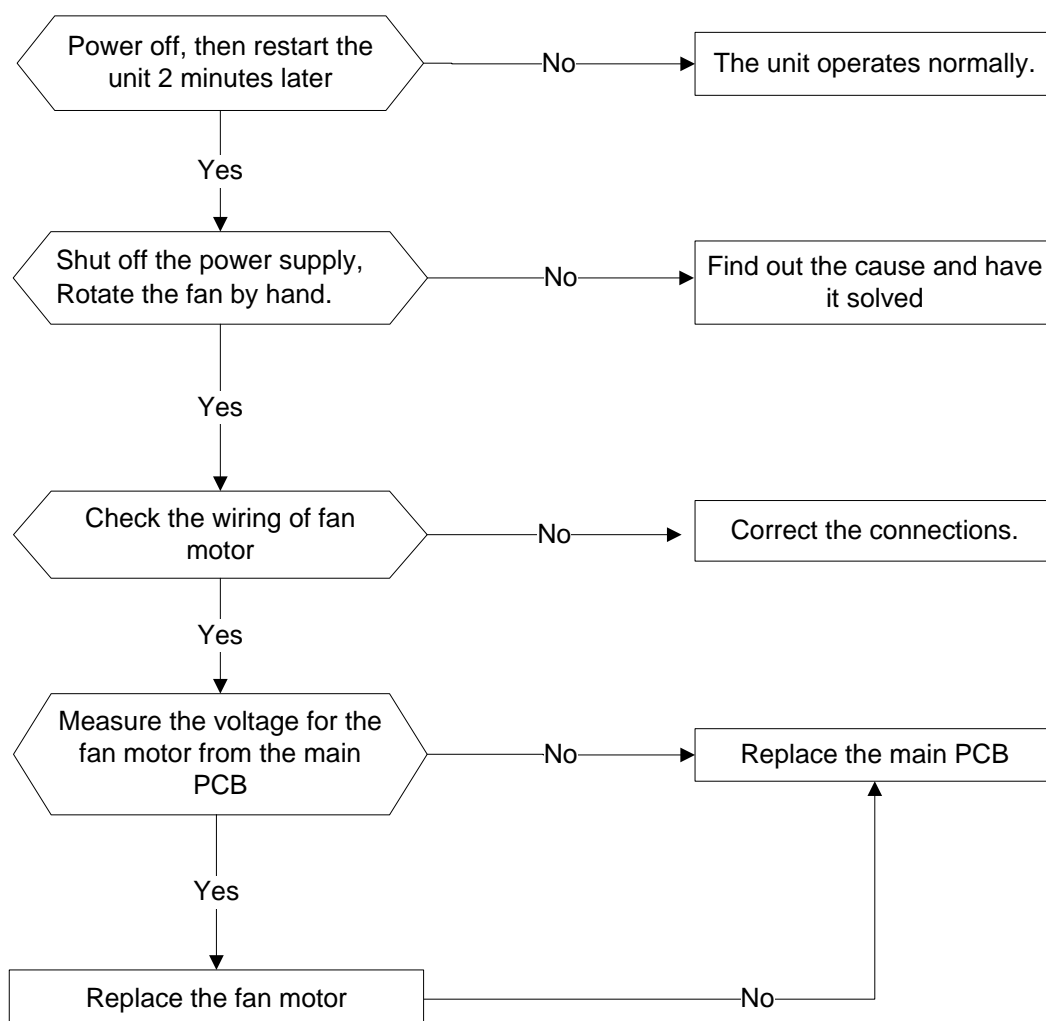 Power off, then restart the
unit 2 minutes later
No
The unit operates normally.
Yes
Shut off the power supply,
Rotate the fan by hand.
No
Find out the cause and have
it solved
Yes
Check the wiring of fan
motor
No
Correct the connections.
Yes
Measure the voltage for the
fan motor from the main
PCB
No
Replace the main PCB
Yes
Replace the fan motor
No